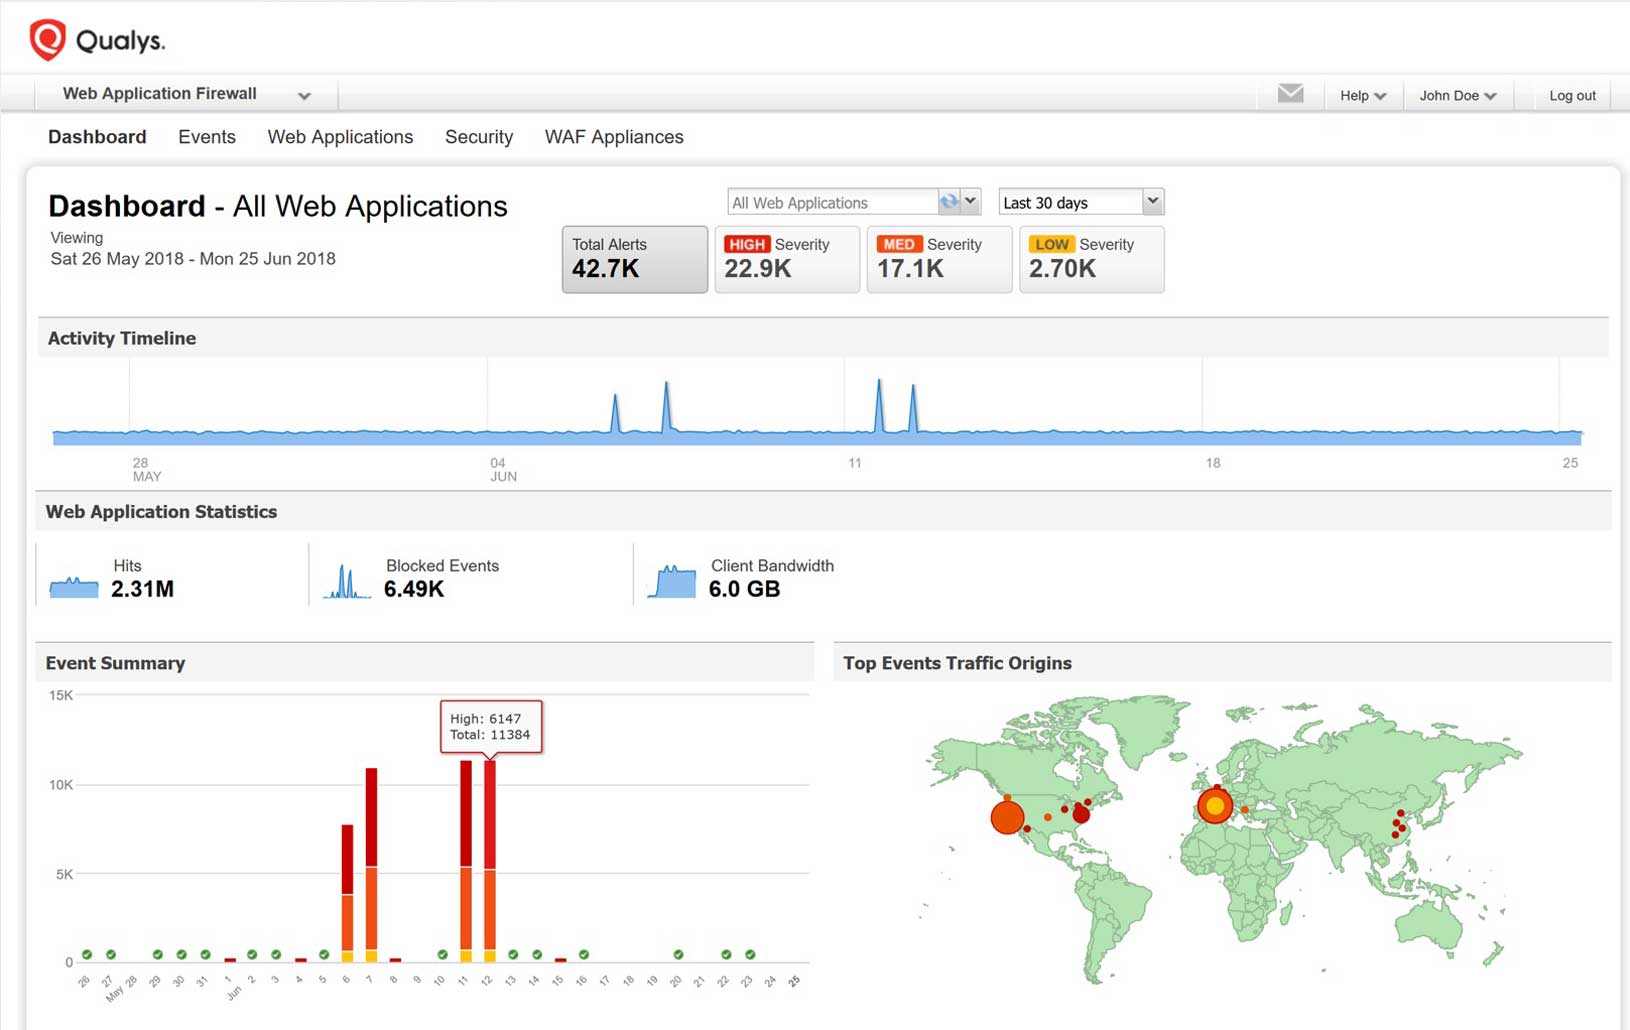 Qualys.
Web Application Firewall
Help
John Doe
Log out
Dashboard Events Web Applications Security WAF Appliances
Dashboard - All Web Applications
Viewing
Sat 26 May 2018 - Mon 25 Jun 2018
All Web Applications
Last 30 days
Total Alerts
42.7K
HIGH Severity
22.9K
MED Severity
17.1K
LOW Severity
2.70K
Activity Timeline
28 MAY
04 JUN
11
18
25
Web Application Statistics
Hits
2.31M
Blocked Events
6.49K
Client Bandwidth
6.0 GB
Event Summary
15K
10K
5K
0
High: 6147
Total: 11384
26 27 May 28 29 30 31 1 Jun 2 3 4 5 6 7 8 9 10 11 12 13 14 15 16 17 18 19 20 21 22 23 24 25
Top Events Traffic Origins